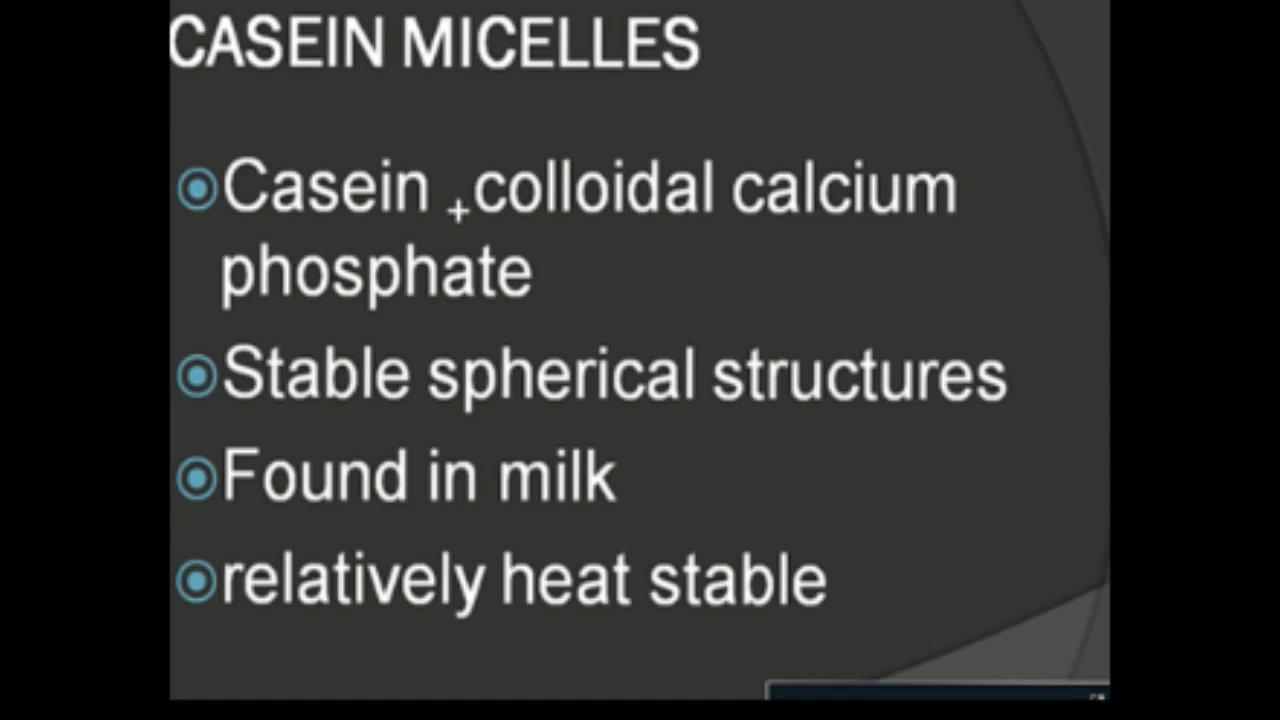 CASEIN MICELLES
Casein +colloidal calcium
phosphate
Stable spherical structures
Found in milk
relatively heat stable